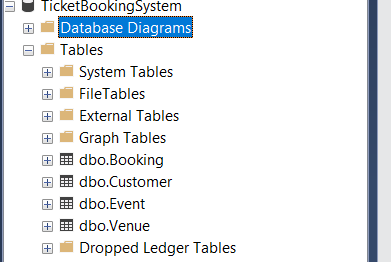 TicketBookingSystem
Database Diagrams
Tables
System Tables
FileTables
External Tables
Graph Tables
dbo.Booking
dbo.Customer
dbo.Event
dbo.Venue
Dropped Ledger Tables